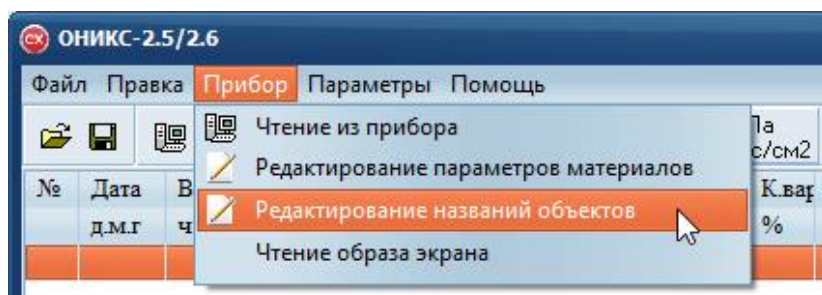 ОНИКС-2.5/2.6
Файл Правка Прибор Параметры Помощь
Чтение из прибора
Редактирование параметров материалов
Редактирование названий объектов
Чтение образа экрана
с/см2
№ Дата К.вар
д.м.г %